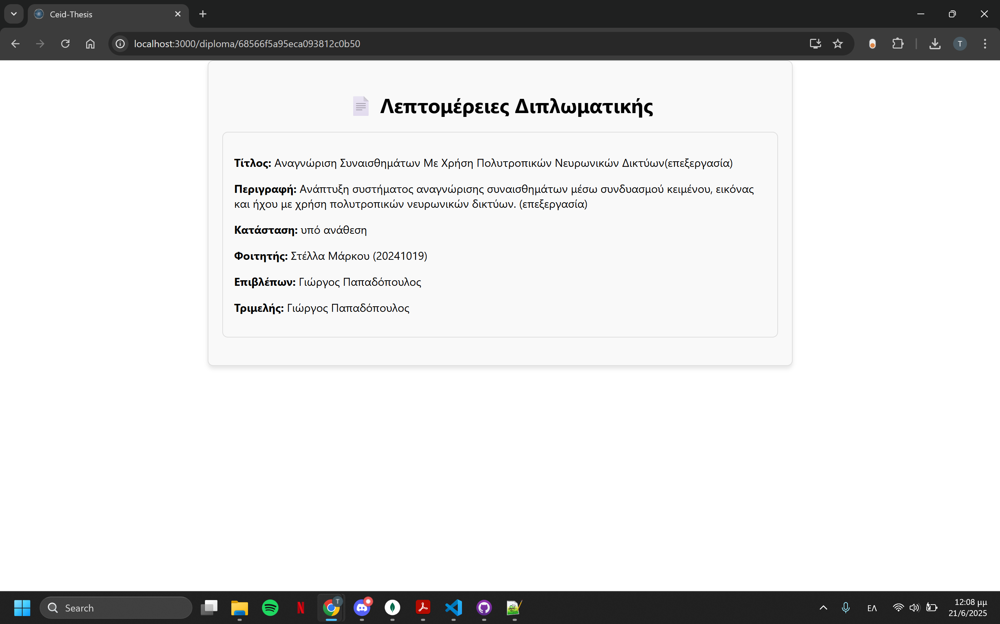 Ceid-Thesis
localhost:3000/diploma/68566f5a95eca093812c0b50
T
Λεπτομέρειες Διπλωματικής
Τίτλος: Αναγνώριση Συναισθημάτων Με Χρήση Πολυτροπικών Νευρωνικών Δικτύων(επεξεργασία)
Περιγραφή: Ανάπτυξη συστήματος αναγνώρισης συναισθημάτων μέσω συνδυασμού κειμένου, εικόνας
και ήχου με χρήση πολυτροπικών νευρωνικών δικτύων. (επεξεργασία)
Κατάσταση: υπό ανάθεση
Φοιτητής: Στέλλα Μάρκου (20241019)
Επιβλέπων: Γιώργος Παπαδόπουλος
Τριμελής: Γιώργος Παπαδόπουλος
Search
N
T
ΕΛ
12:08 μμ
21/6/2025